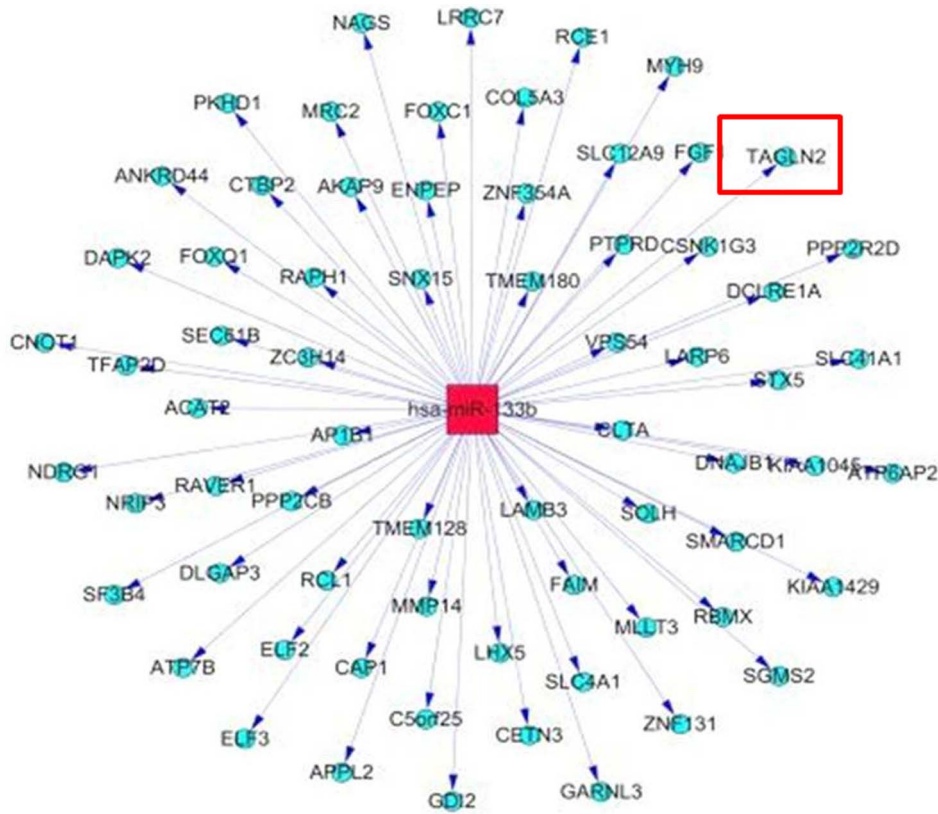 NAGS
LRRC7
RCE1
MYH9
PKHD1
MRC2
FOXC1
COL5A3
SLC12A9
FGF1
TAGLN2
ANKRD44
CTBP2
AKAP9
ENPEP
ZNF354A
DAPK2
FOXQ1
RAPH1
SNX15
TMEM180
PTPRD
CSNK1G3
PPP2R2D
DCLRE1A
CNOT1
TFAP2D
SEC61B
ZC3H14
VPS54
LARP6
SLC41A1
STX5
ACAT2
hsa-miR-133b
AP1B1
CLTA
NDRG1
NRIP3
RAVER1
PPP2CB
DNAJB1
KIAA1045
ATP6AP2
TMEM128
LAMB3
SOLH
SMARCD1
SF3B4
DLGAP3
RCL1
MMP14
FAIM
MLLT3
RBMX
KIAA1429
ATP7B
ELF2
CAP1
LHX5
SLC4A1
SGMS2
ELF3
APPL2
C5orf25
CETN3
ZNF131
GDI2
GARNL3